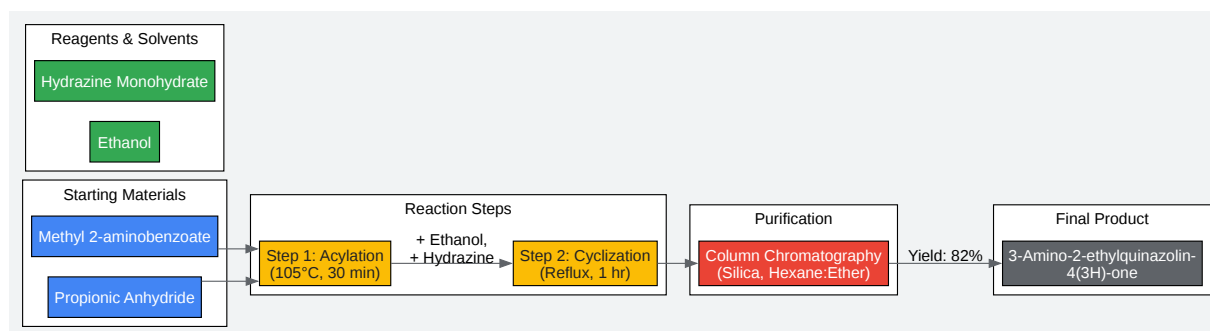 Reagents & Solvents
Hydrazine Monohydrate
Ethanol
Starting Materials
Methyl 2-aminobenzoate
Propionic Anhydride
Reaction Steps
Step 1: Acylation
(105°C, 30 min)
+ Ethanol,
+ Hydrazine
Step 2: Cyclization
(Reflux, 1 hr)
Purification
Column Chromatography
(Silica, Hexane:Ether)
Yield: 82%
Final Product
3-Amino-2-ethylquinazolin-
4(3H)-one